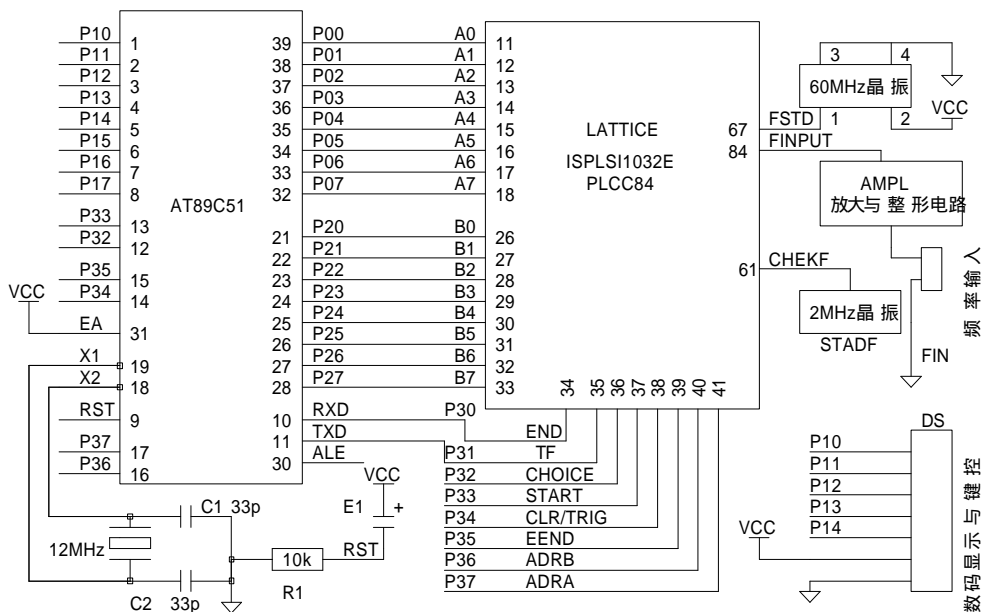 P10 1 39 P00 A0 11
P11 2 38 P01 A1 12
P12 3 37 P02 A2 13
P13 4 36 P03 A3 14
P14 5 35 P04 A4 15
P15 6 34 P05 A5 16
P16 7 33 P06 A6 17
P17 8 32 P07 A7 18
AT89C51
P33 13 21 P20 B0 26
P32 12 22 P21 B1 27
P35 15 23 P22 B2 28
P34 14 24 P23 B3 29
VCC
EA 31 25 P24 B4 30
26 P25 B5 31
X1 19 27 P26 B6 32
X2 18 28 P27 B7 33
RST 9 10 RXD P30 END
P37 17 11 TXD P31 TF
P36 16 30 ALE
P32 CHOICE
P33 START
P34 CLR/TRIG
P35 EEND
P36 ADRB
P37 ADRA
34 35 36 37 38 39 40 41
LATTICE
ISPLSI1032E
PLCC84
67 FSTD
84 FINPUT
61 CHEKF
3 4
60MHz晶振
1 2
VCC
AMPL
放大与整形电路
2MHz晶振
STADF
FIN
频率输入
DS
P10
P11
P12
P13
P14
VCC
数码显示与键控
C1 33p
12MHz
C2 33p
10k
R1
VCC
E1 +
RST